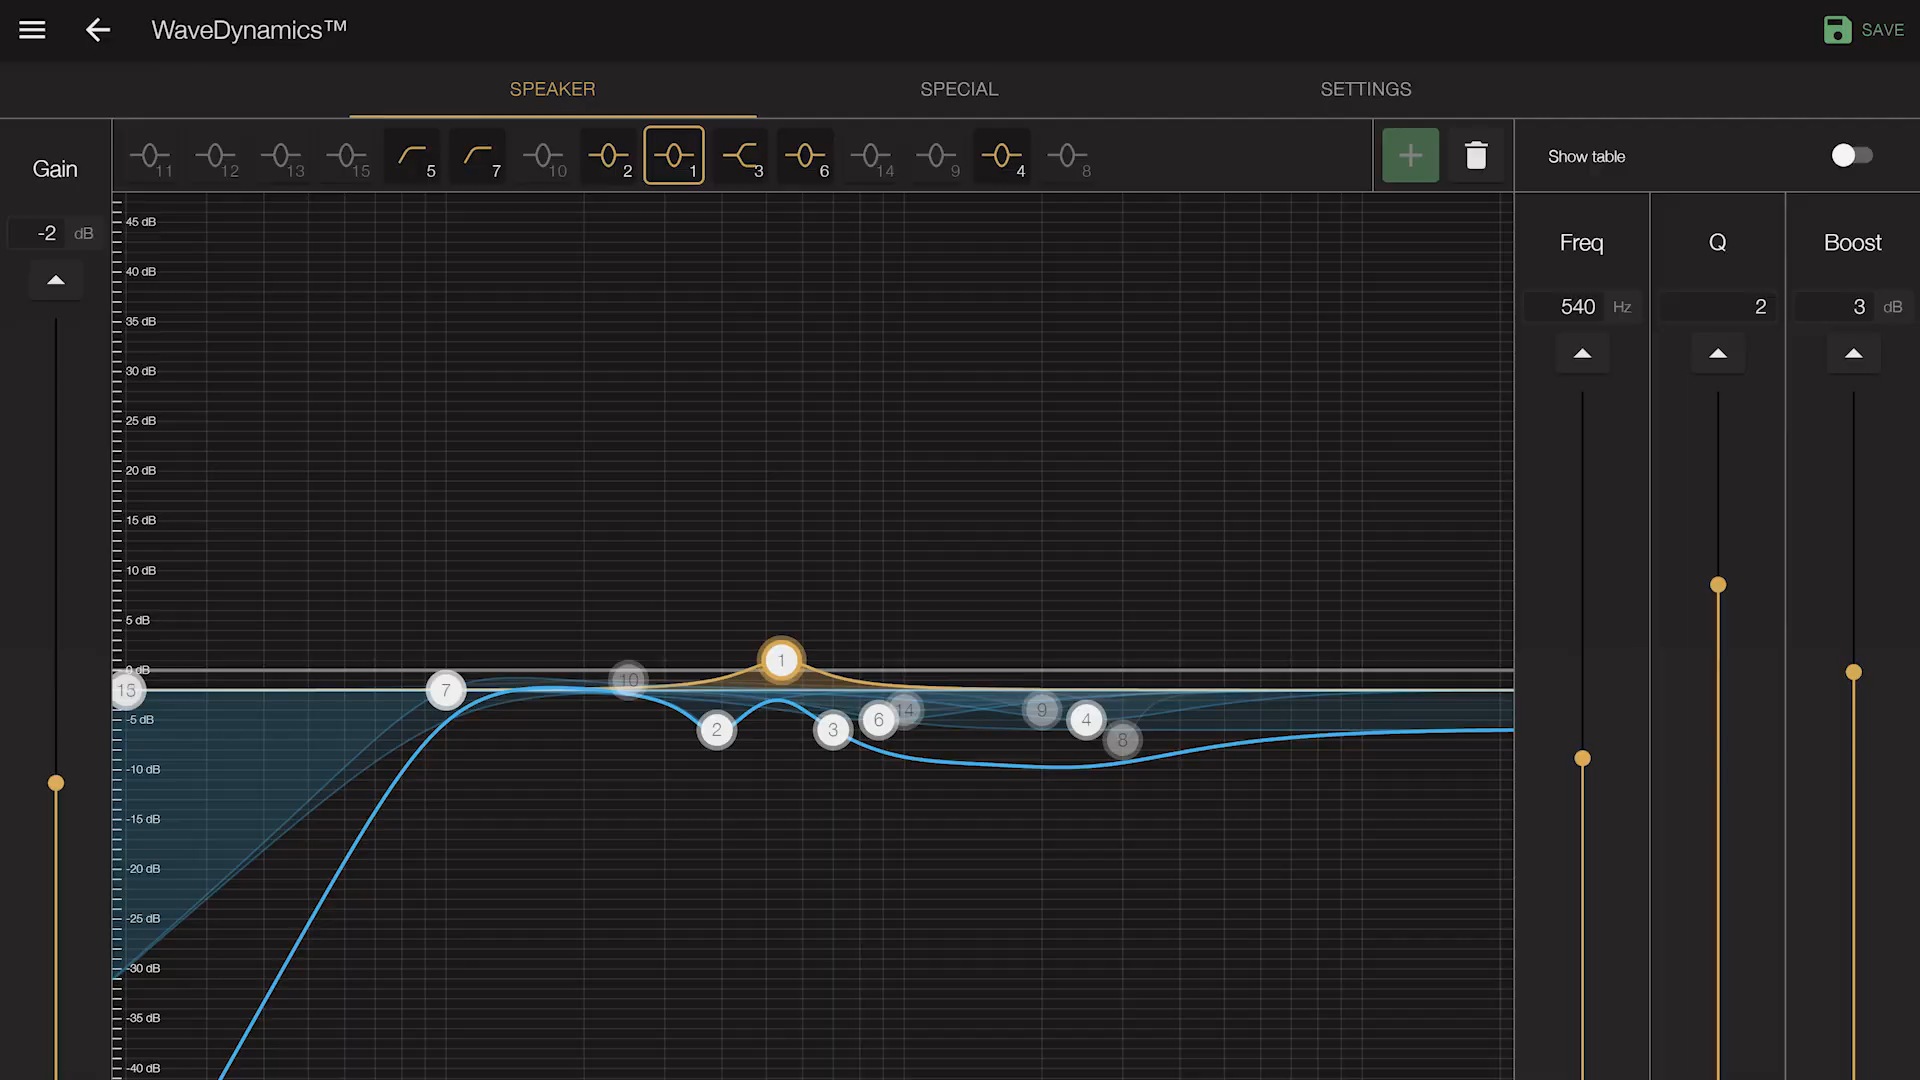 WaveDynamics™
SAVE
SPEAKER
SPECIAL
SETTINGS
Gain
-2 dB
11
12
13
15
5
7
10
2
1
3
6
14
9
4
8
Show table
45 dB
40 dB
35 dB
30 dB
25 dB
20 dB
15 dB
10 dB
5 dB
0 dB
-5 dB
-10 dB
-15 dB
-20 dB
-25 dB
-30 dB
-35 dB
-40 dB
15
7
10
1
2
3
6
14
9
4
8
Freq
540 Hz
Q
2
Boost
3 dB